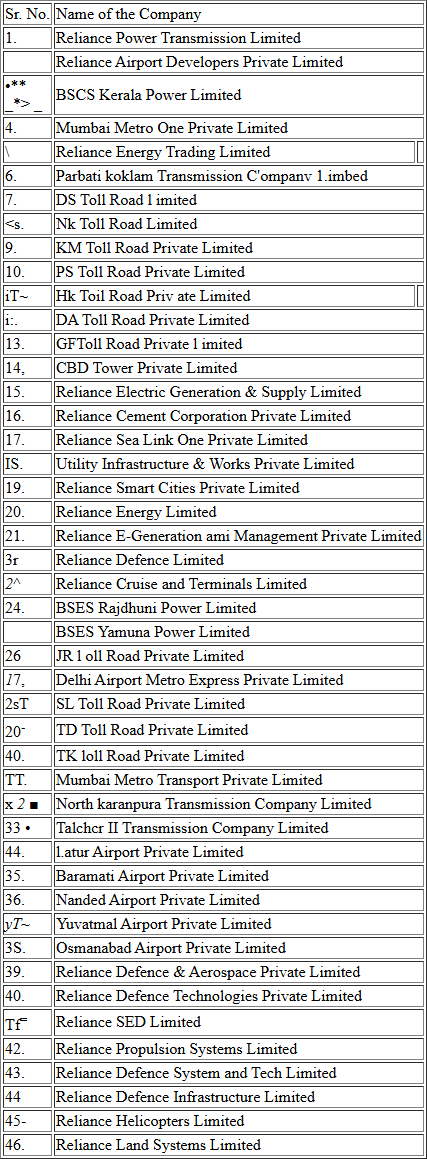 Sr. No. Name of the Company
1. Reliance Power Transmission Limited
Reliance Airport Developers Private Limited
•**
_*> _ BSCS Kerala Power Limited
4. Mumbai Metro One Private Limited
\ Reliance Energy Trading Limited
6. Parbati koklam Transmission C'ompanv 1.imbed
7. DS Toll Road l imited
<s. Nk Toll Road Limited
9. KM Toll Road Private Limited
10. PS Toll Road Private Limited
iT~ Hk Toil Road Priv ate Limited
i:. DA Toll Road Private Limited
13. GFToll Road Private l imited
14, CBD Tower Private Limited
15. Reliance Electric Generation & Supply Limited
16. Reliance Cement Corporation Private Limited
17. Reliance Sea Link One Private Limited
IS. Utility Infrastructure & Works Private Limited
19. Reliance Smart Cities Private Limited
20. Reliance Energy Limited
21. Reliance E-Generation ami Management Private Limited
3r Reliance Defence Limited
2^ Reliance Cruise and Terminals Limited
24. BSES Rajdhuni Power Limited
BSES Yamuna Power Limited
26 JR l oll Road Private Limited
17, Delhi Airport Metro Express Private Limited
2sT SL Toll Road Private Limited
20- TD Toll Road Private Limited
40. TK loll Road Private Limited
TT. Mumbai Metro Transport Private Limited
x 2 ■ North karanpura Transmission Company Limited
33 • Talchcr II Transmission Company Limited
44. l.atur Airport Private Limited
35. Baramati Airport Private Limited
36. Nanded Airport Private Limited
yT~ Yuvatmal Airport Private Limited
3S. Osmanabad Airport Private Limited
39. Reliance Defence & Aerospace Private Limited
40. Reliance Defence Technologies Private Limited
Tf= Reliance SED Limited
42. Reliance Propulsion Systems Limited
43. Reliance Defence System and Tech Limited
44 Reliance Defence Infrastructure Limited
45- Reliance Helicopters Limited
46. Reliance Land Systems Limited